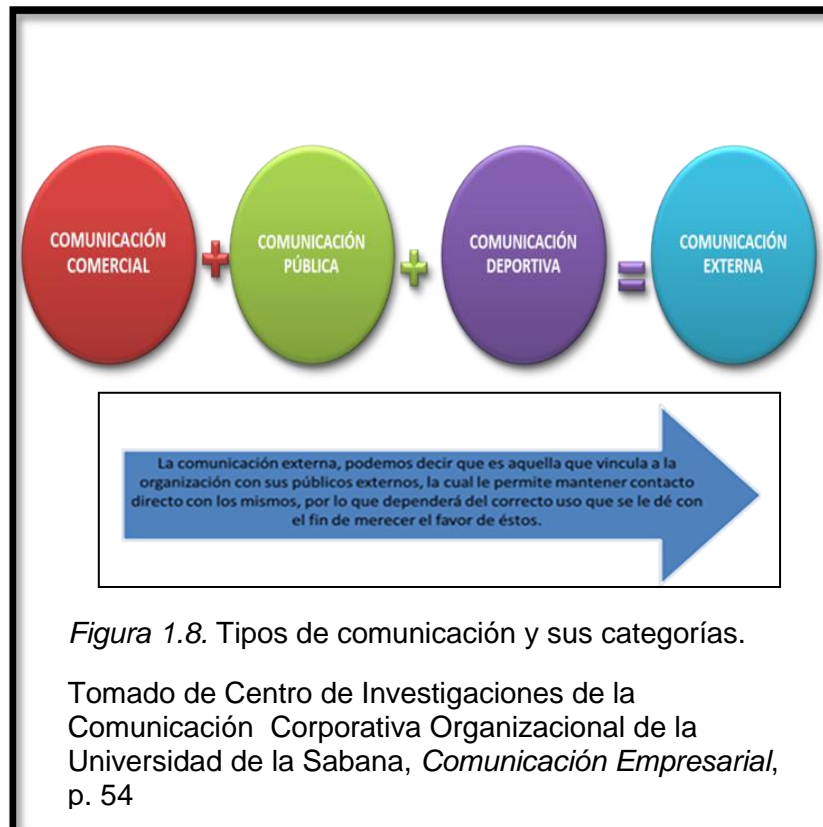 COMUNICACIÓN
COMERCIAL
+
COMUNICACIÓN
PÚBLICA
+
COMUNICACIÓN
DEPORTIVA
=
COMUNICACIÓN
EXTERNA
La comunicación externa, podemos decir que es aquella que vincula a la
organización con sus públicos externos, la cual le permite mantener contacto
directo con los mismos, por lo que dependerá del correcto uso que se le dé con
el fin de merecer el favor de éstos.
Figura 1.8. Tipos de comunicación y sus categorías.
Tomado de Centro de Investigaciones de la
Comunicación Corporativa Organizacional de la
Universidad de la Sabana, Comunicación Empresarial,
p. 54